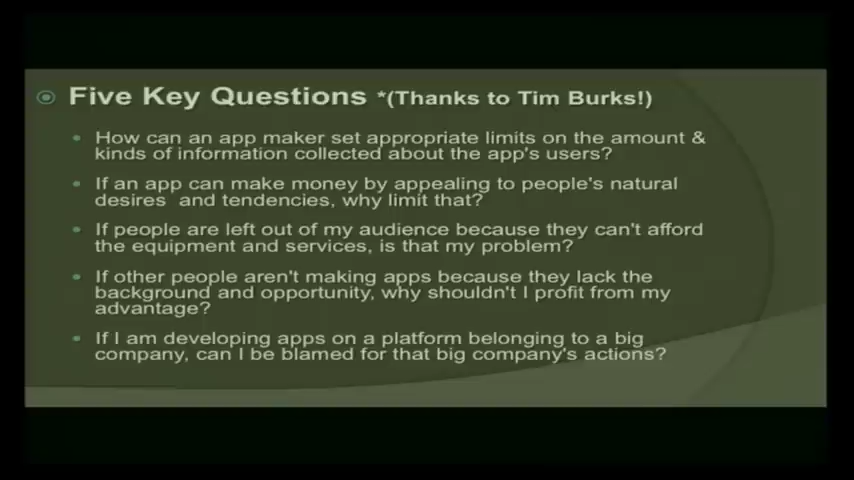 Five Key Questions *(Thanks to Tim Burks!)
How can an app maker set appropriate limits on the amount &
kinds of information collected about the app's users?
If an app can make money by appealing to people's natural
desires and tendencies, why limit that?
If people are left out of my audience because they can't afford
the equipment and services, is that my problem?
If other people aren't making apps because they lack the
background and opportunity, why shouldn't I profit from my
advantage?
If I am developing apps on a platform belonging to a big
company, can I be blamed for that big company's actions?